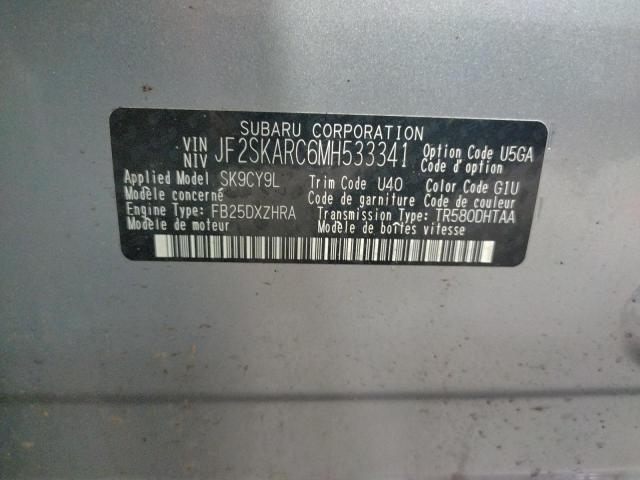 SUBARU CORPORATION
VIN NIV JF2SKARC6MH533341 Option Code U5GA
Code d'option
Applied Model SK9CY9L Trim Code U40 Color Code G1U
Modèle concerné Code de garniture Code de couleur
Engine Type: FB25DXZHRA Transmission Type: TR580DHTAA
Modèle de moteur Modèle de boîtes vitesse